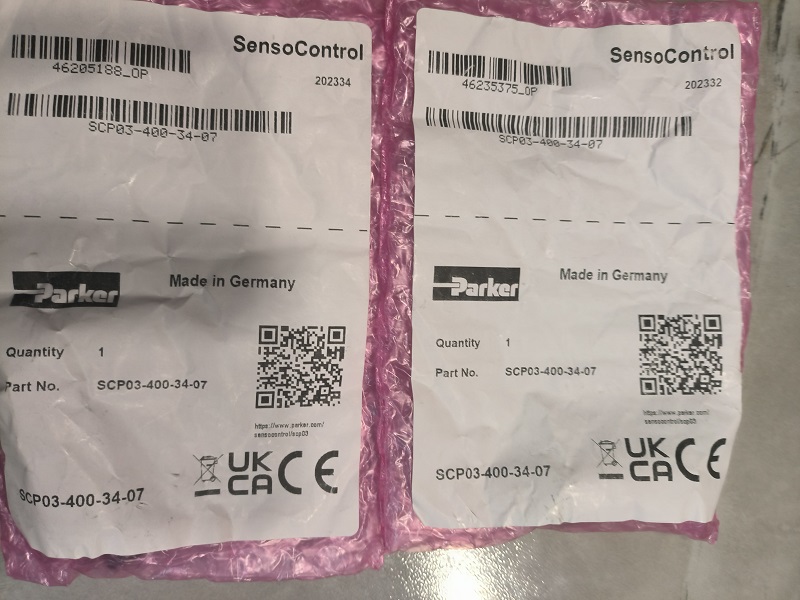 SensoControl
46205188_OP
202334
SCP03-400-34-07
Parker
Made in Germany
Quantity 1
Part No. SCP03-400-34-07
https://www.parker.com/
sensocontrol/scp03
UK
CA CE
SCP03-400-34-07
SensoControl
46235375_OP
202332
SCP03-400-34-07
Parker
Made in Germany
Quantity 1
Part No. SCP03-400-34-07
https://www.parker.com/
sensocontrol/scp03
UK
CA CE
SCP03-400-34-07